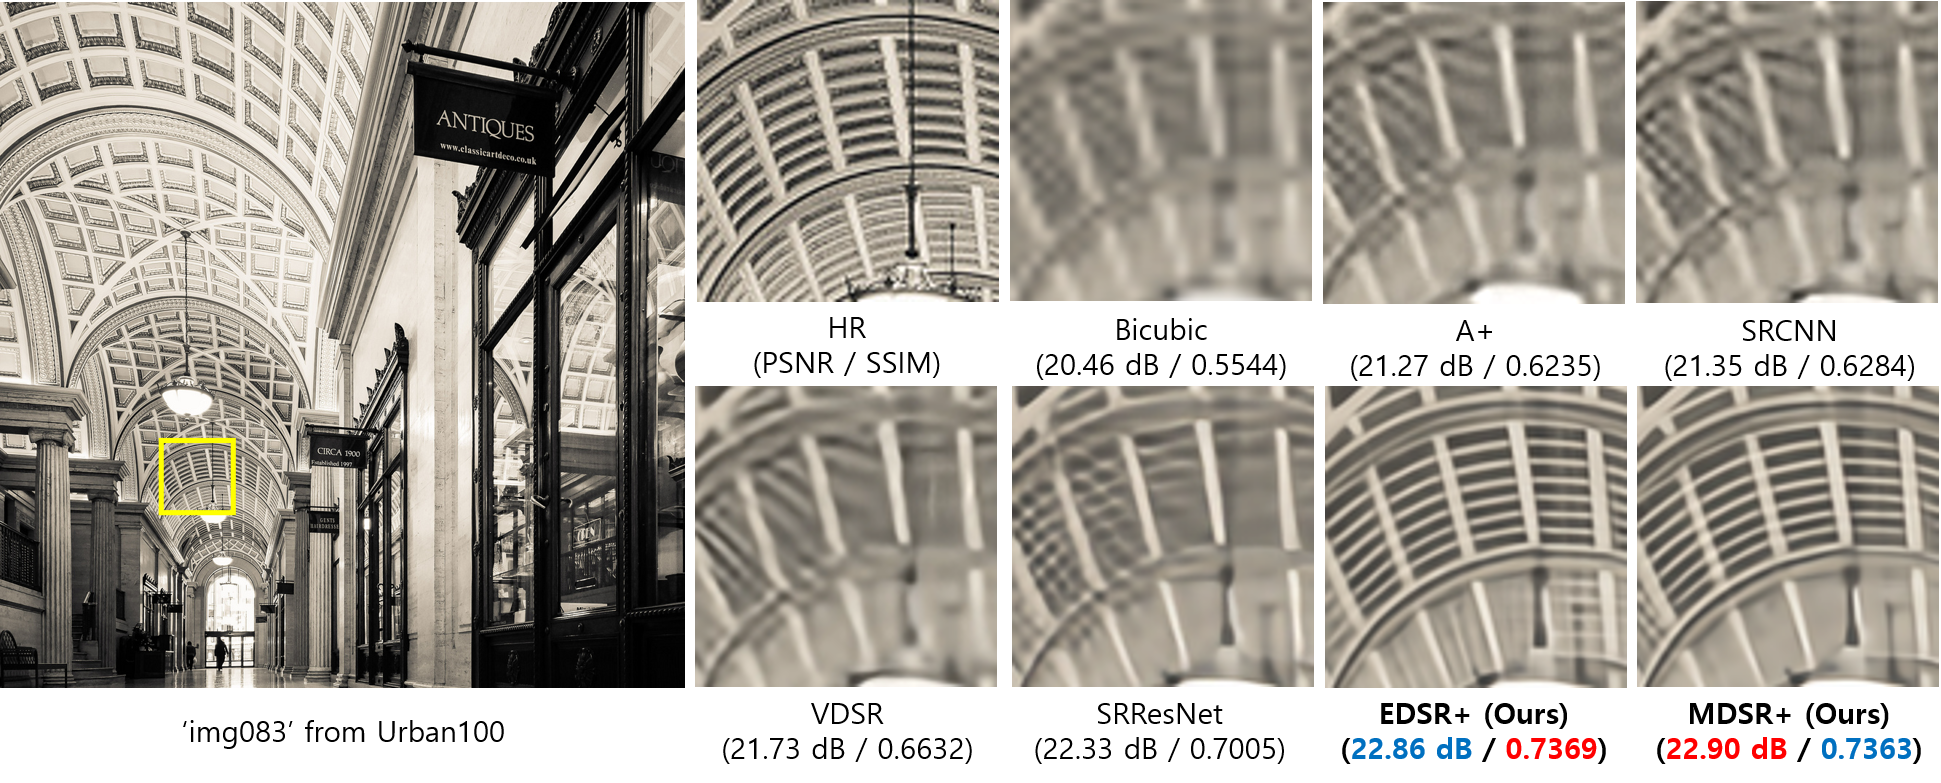 ANTIQUES
www.classicartdeco.co.uk
CIRCA 1900
Established 1997
'img083' from Urban100
HR
(PSNR / SSIM)
Bicubic
(20.46 dB / 0.5544)
A+
(21.27 dB / 0.6235)
SRCNN
(21.35 dB / 0.6284)
VDSR
(21.73 dB / 0.6632)
SRResNet
(22.33 dB / 0.7005)
EDSR+ (Ours)
(22.86 dB / 0.7369)
MDSR+ (Ours)
(22.90 dB / 0.7363)